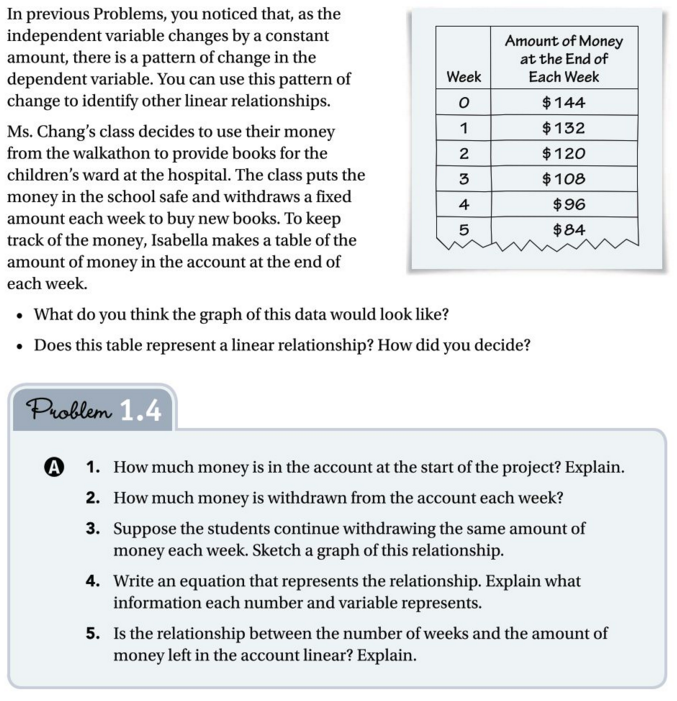 In previous Problems, you noticed that, as the
independent variable changes by a constant
amount, there is a pattern of change in the
dependent variable. You can use this pattern of
change to identify other linear relationships.
Ms. Chang's class decides to use their money
from the walkathon to provide books for the
children's ward at the hospital. The class puts the
money in the school safe and withdraws a fixed
amount each week to buy new books. To keep
track of the money, Isabella makes a table of the
amount of money in the account at the end of
each week.
Week Amount of Money
at the End of
Each Week
0 $144
1 $132
2 $120
3 $108
4 $96
5 $84
• What do you think the graph of this data would look like?
• Does this table represent a linear relationship? How did you decide?
Problem 1.4
A 1. How much money is in the account at the start of the project? Explain.
2. How much money is withdrawn from the account each week?
3. Suppose the students continue withdrawing the same amount of
money each week. Sketch a graph of this relationship.
4. Write an equation that represents the relationship. Explain what
information each number and variable represents.
5. Is the relationship between the number of weeks and the amount of
money left in the account linear? Explain.